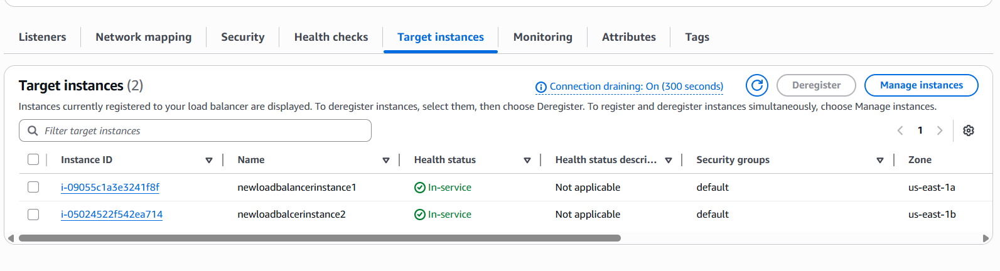 Listeners Network mapping Security Health checks Target instances Monitoring Attributes Tags
Target instances (2)
Connection draining: On (300 seconds) Deregister Manage instances
Instances currently registered to your load balancer are displayed. To deregister instances, select them, then choose Deregister. To register and deregister instances simultaneously, choose Manage instances.
Filter target instances
1
Instance ID Name Health status Health status descri... Security groups Zone
i-09055c1a3e3241f8f newloadbalancerinstance1 In-service Not applicable default us-east-1a
i-05024522f542ea714 newloadbalcerinstance2 In-service Not applicable default us-east-1b